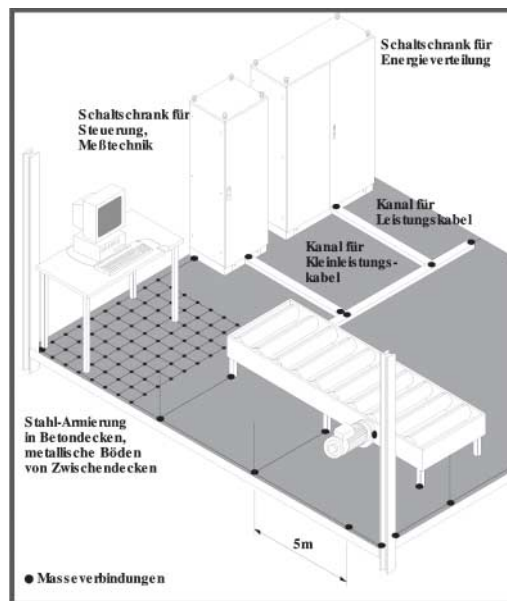 Schaltschrank für
Energieverteilung
Schaltschrank für
Steuerung,
Meßtechnik
Kanal für
Leistungskabel
Kanal für
Kleinleistungs-
kabel
Stahl-Armierung
in Betondecken,
metallische Böden
von Zwischendecken
5m
Masseverbindungen